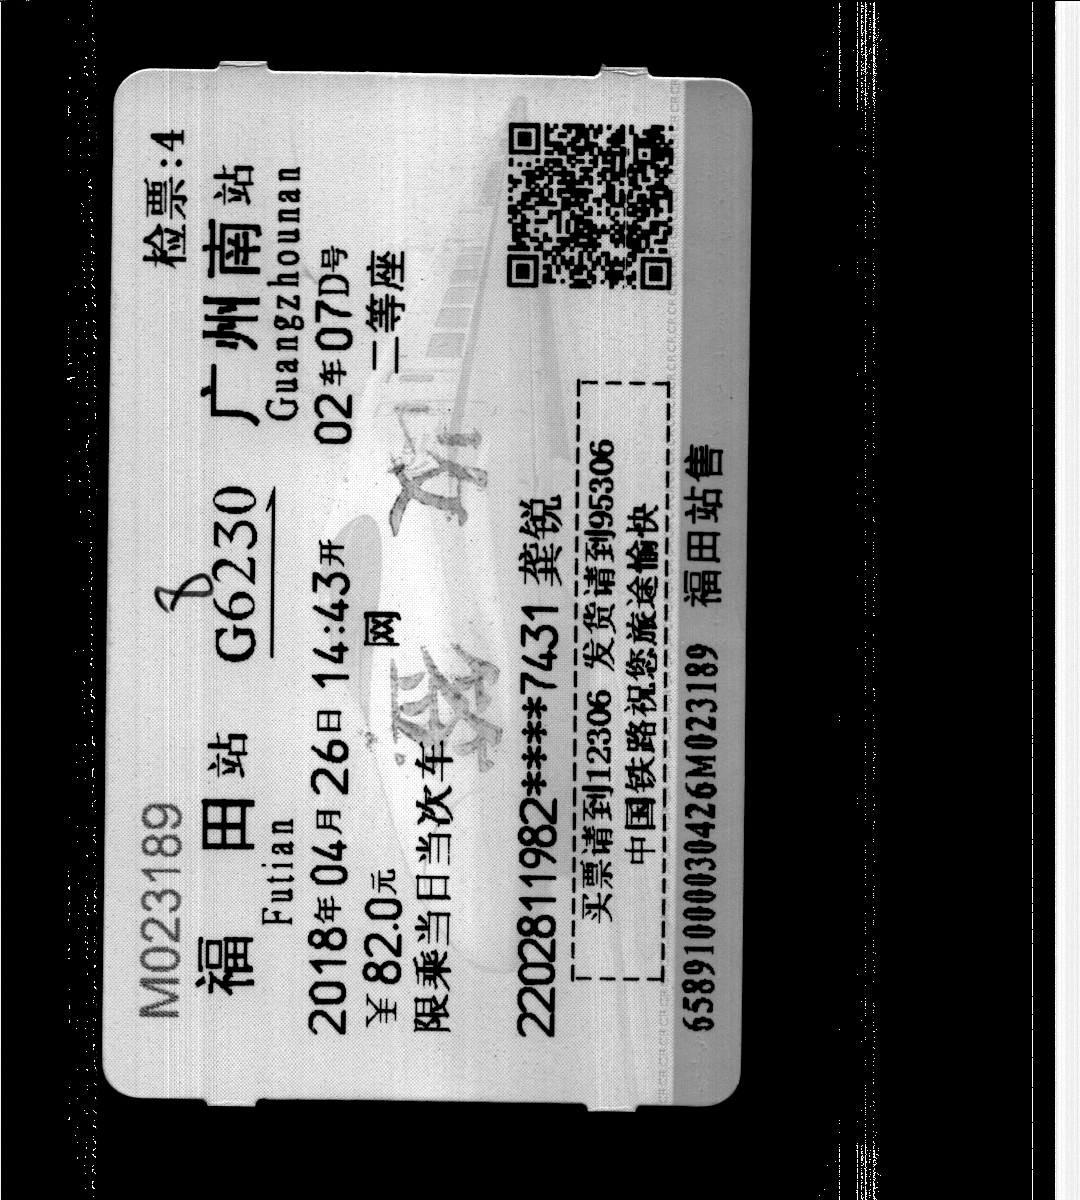 M023189 检票:4
福田站 G6230 广州南站
Futian Guangzhounan
8
2018年04月26日 14:43开 02车07D号
￥82.0元 网 二等座
限乘当日当次车
2202811982****7431 龚锐
买票请到12306 发货请到95306
中国铁路祝您旅途愉快
65891000030426M023189 福田站售